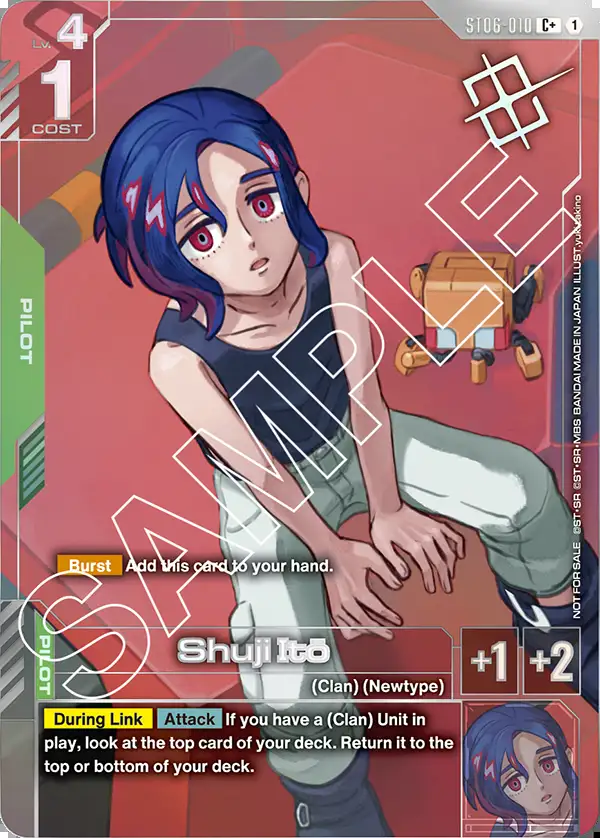 Lv. 4
ST06-010 C+ 1
1
COST
PILOT
SAMPLE
NOT FOR SALE ©ST・SR ©ST・SR・MBS BANDAI MADE IN JAPAN ILLUST.yuki takino
Burst Add this card to your hand.
PILOT
Shuji Itō
+1 +2
(Clan) (Newtype)
During Link Attack If you have a (Clan) Unit in
play, look at the top card of your deck. Return it to the
top or bottom of your deck.